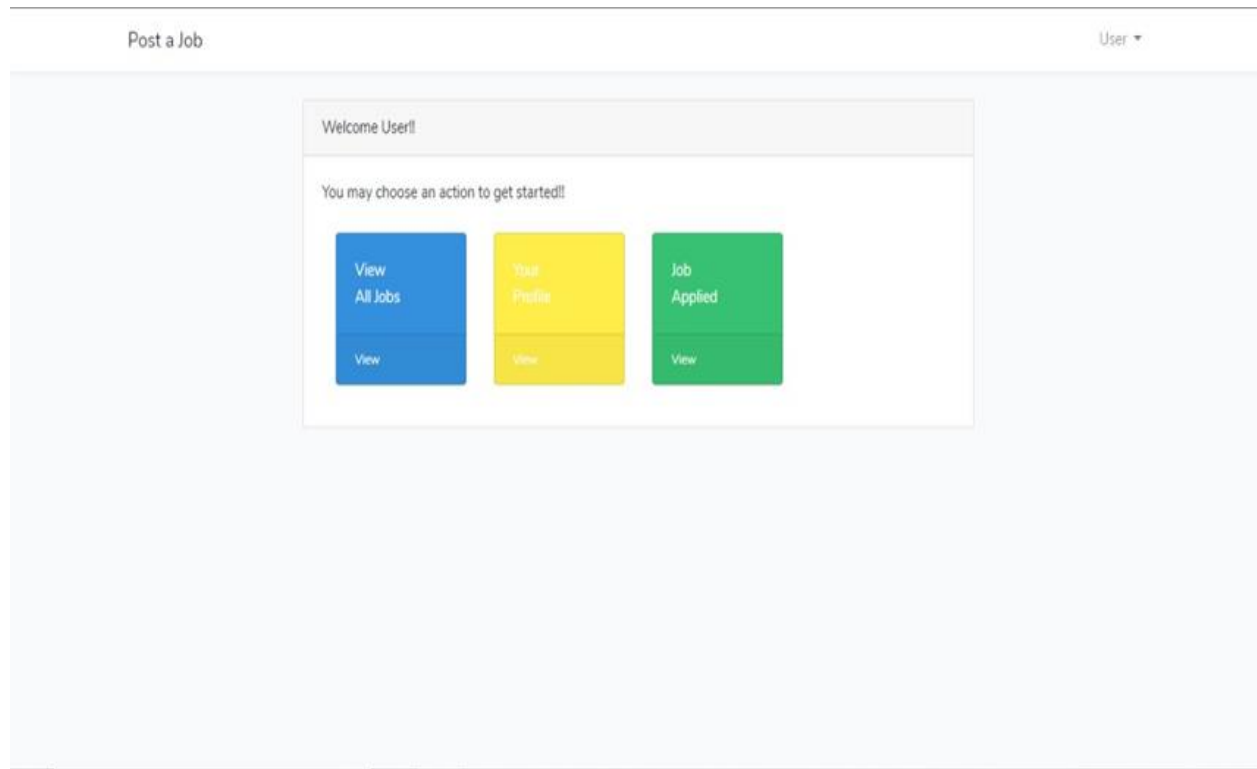 Post a Job
User
Welcome User!!
You may choose an action to get started!!
View
All Jobs
View
Your
Profile
View
Job
Applied
View